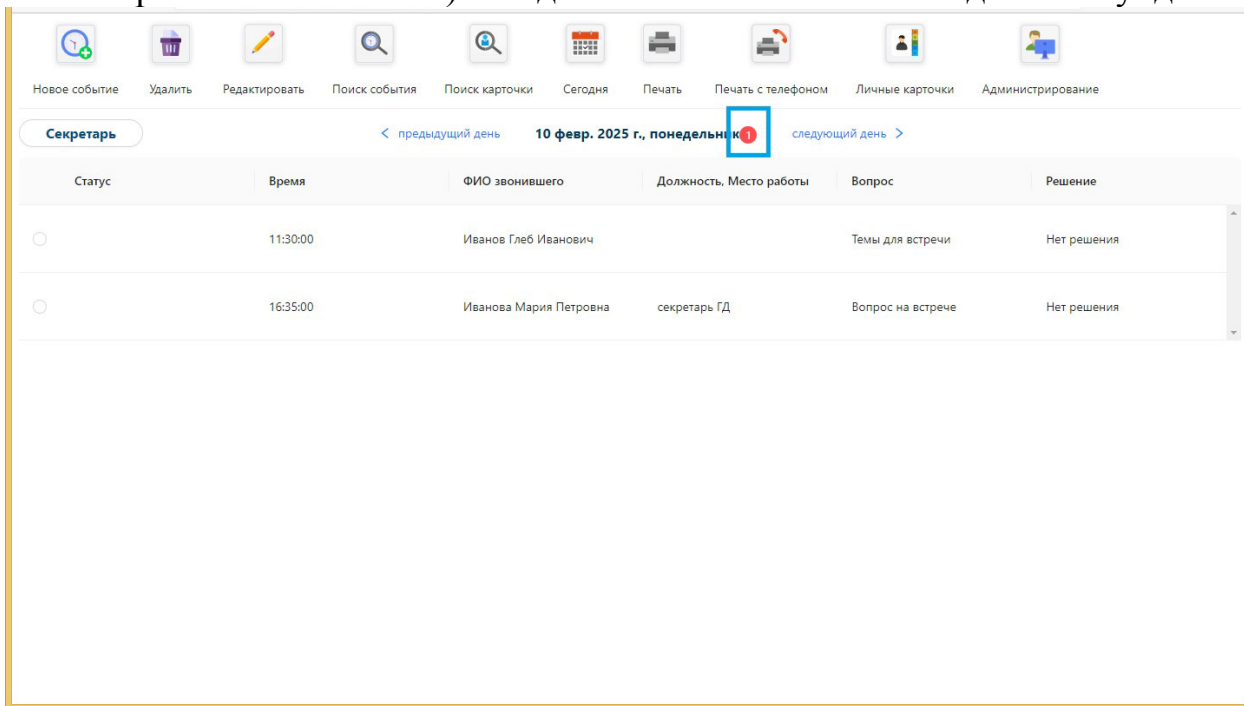 Новое событие Удалить Редактировать Поиск события Поиск карточки Сегодня Печать Печать с телефоном Личные карточки Администрирование
Секретарь < предыдущий день 10 февр. 2025 г., понедельник 1 следующий день >
Статус Время ФИО звонившего Должность, Место работы Вопрос Решение
11:30:00 Иванов Глеб Иванович Темы для встречи Нет решения
16:35:00 Иванова Мария Петровна секретарь ГД Вопрос на встрече Нет решения